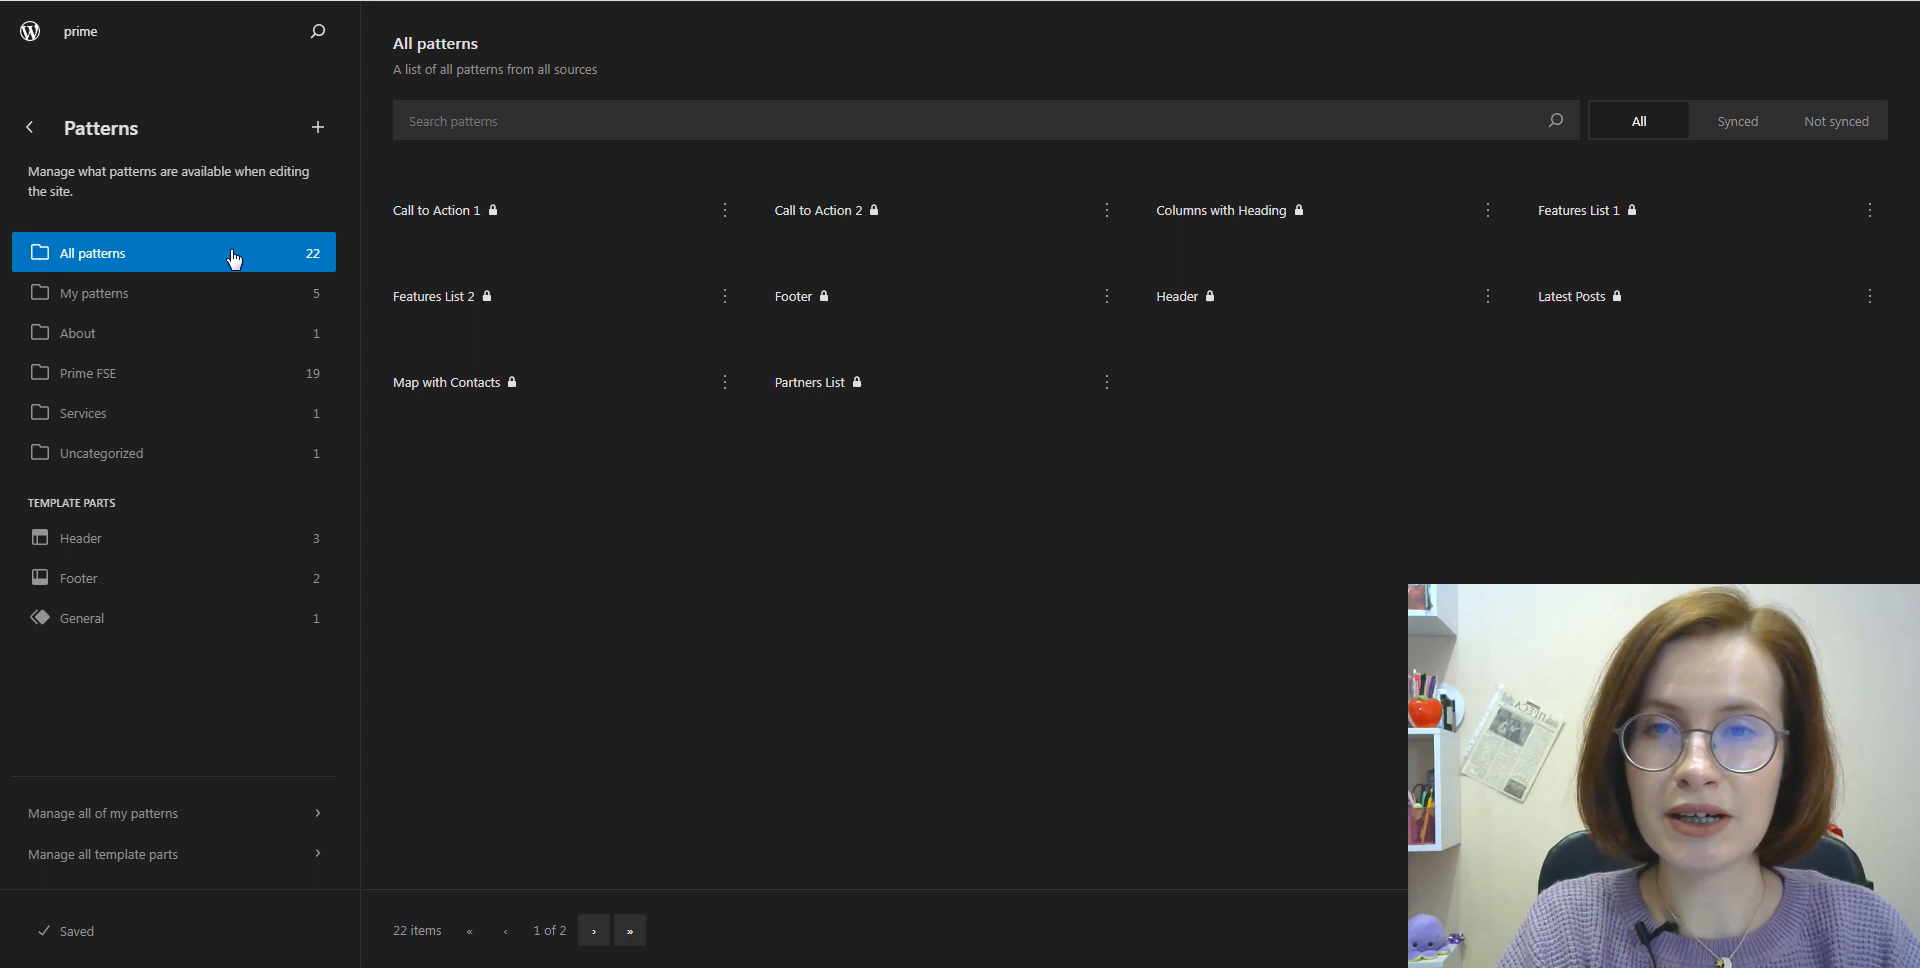 prime
Patterns
Manage what patterns are available when editing
the site.
All patterns 22
My patterns 5
About 1
Prime FSE 19
Services 1
Uncategorized 1
TEMPLATE PARTS
Header 3
Footer 2
General 1
Manage all of my patterns
Manage all template parts
Saved
All patterns
A list of all patterns from all sources
Search patterns
All Synced Not synced
Call to Action 1 Call to Action 2 Columns with Heading Features List 1
Features List 2 Footer Header Latest Posts
Map with Contacts Partners List
22 items « ‹ 1 of 2 › »